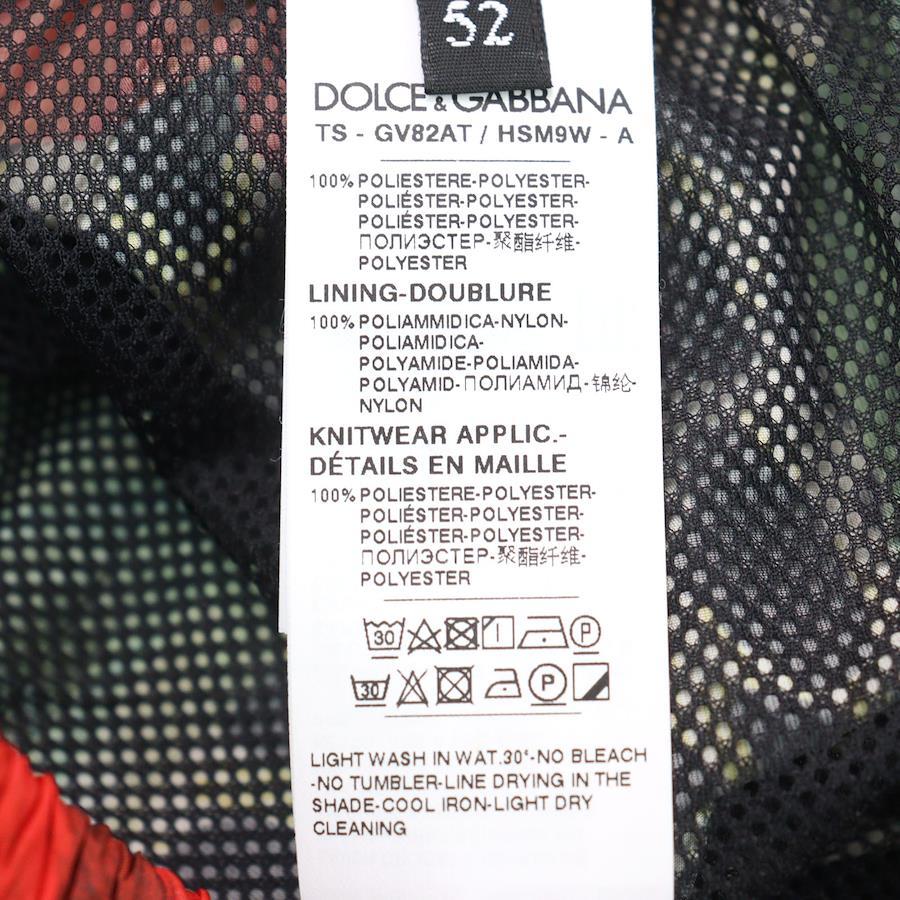 52
DOLCE & GABBANA
TS - GV82AT / HSM9W - A
100% POLIESTERE-POLYESTER-
POLIÉSTER-POLYESTER-
POLIÉSTER-POLYESTER-
ПОЛИЭСТЕР-聚酯纤维-
POLYESTER
LINING-DOUBLURE
100% POLIAMMIDICA-NYLON-
POLIAMIDICA-
POLYAMIDE-POLIAMIDA-
POLYAMID-ПОЛИАМИД-锦纶-
NYLON
KNITWEAR APPLIC.-
DÉTAILS EN MAILLE
100% POLIESTERE-POLYESTER-
POLIÉSTER-POLYESTER-
POLIÉSTER-POLYESTER-
ПОЛИЭСТЕР-聚酯纤维-
POLYESTER
30 P
30 P
LIGHT WASH IN WAT.30°-NO BLEACH
-NO TUMBLER-LINE DRYING IN THE
SHADE-COOL IRON-LIGHT DRY
CLEANING